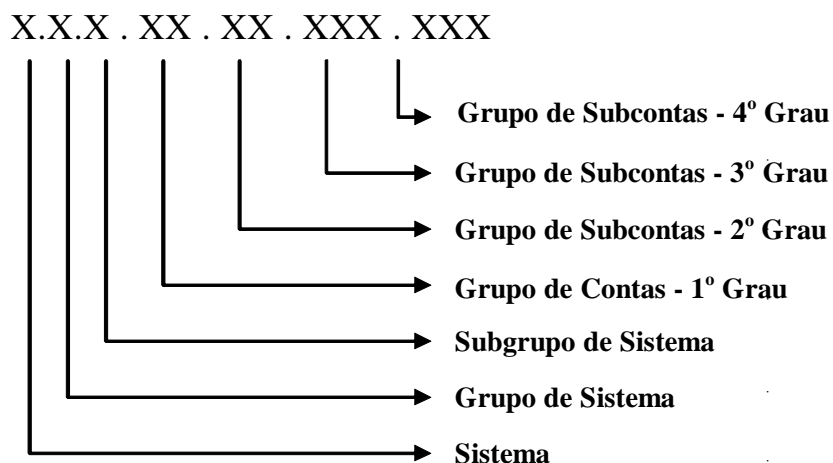 X.X.X . XX . XX . XXX . XXX
Grupo de Subcontas - 4º Grau
Grupo de Subcontas - 3º Grau
Grupo de Subcontas - 2º Grau
Grupo de Contas - 1º Grau
Subgrupo de Sistema
Grupo de Sistema
Sistema